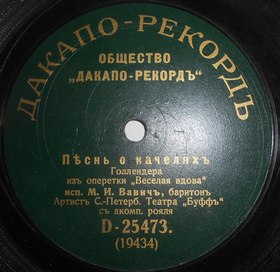 ДАКАПО-РЕКОРДЪ
ОБЩЕСТВО
„ДАКАПО-РЕКОРДЪ“
Пѣснь о качеляхъ
Голлендера
изъ оперетки „Веселая вдова“
исп. М. И. Вавичъ, баритонъ
Артистъ С.-Петерб. Театра „Буффъ“
съ акомп. рояля
D-25473.
(19434)